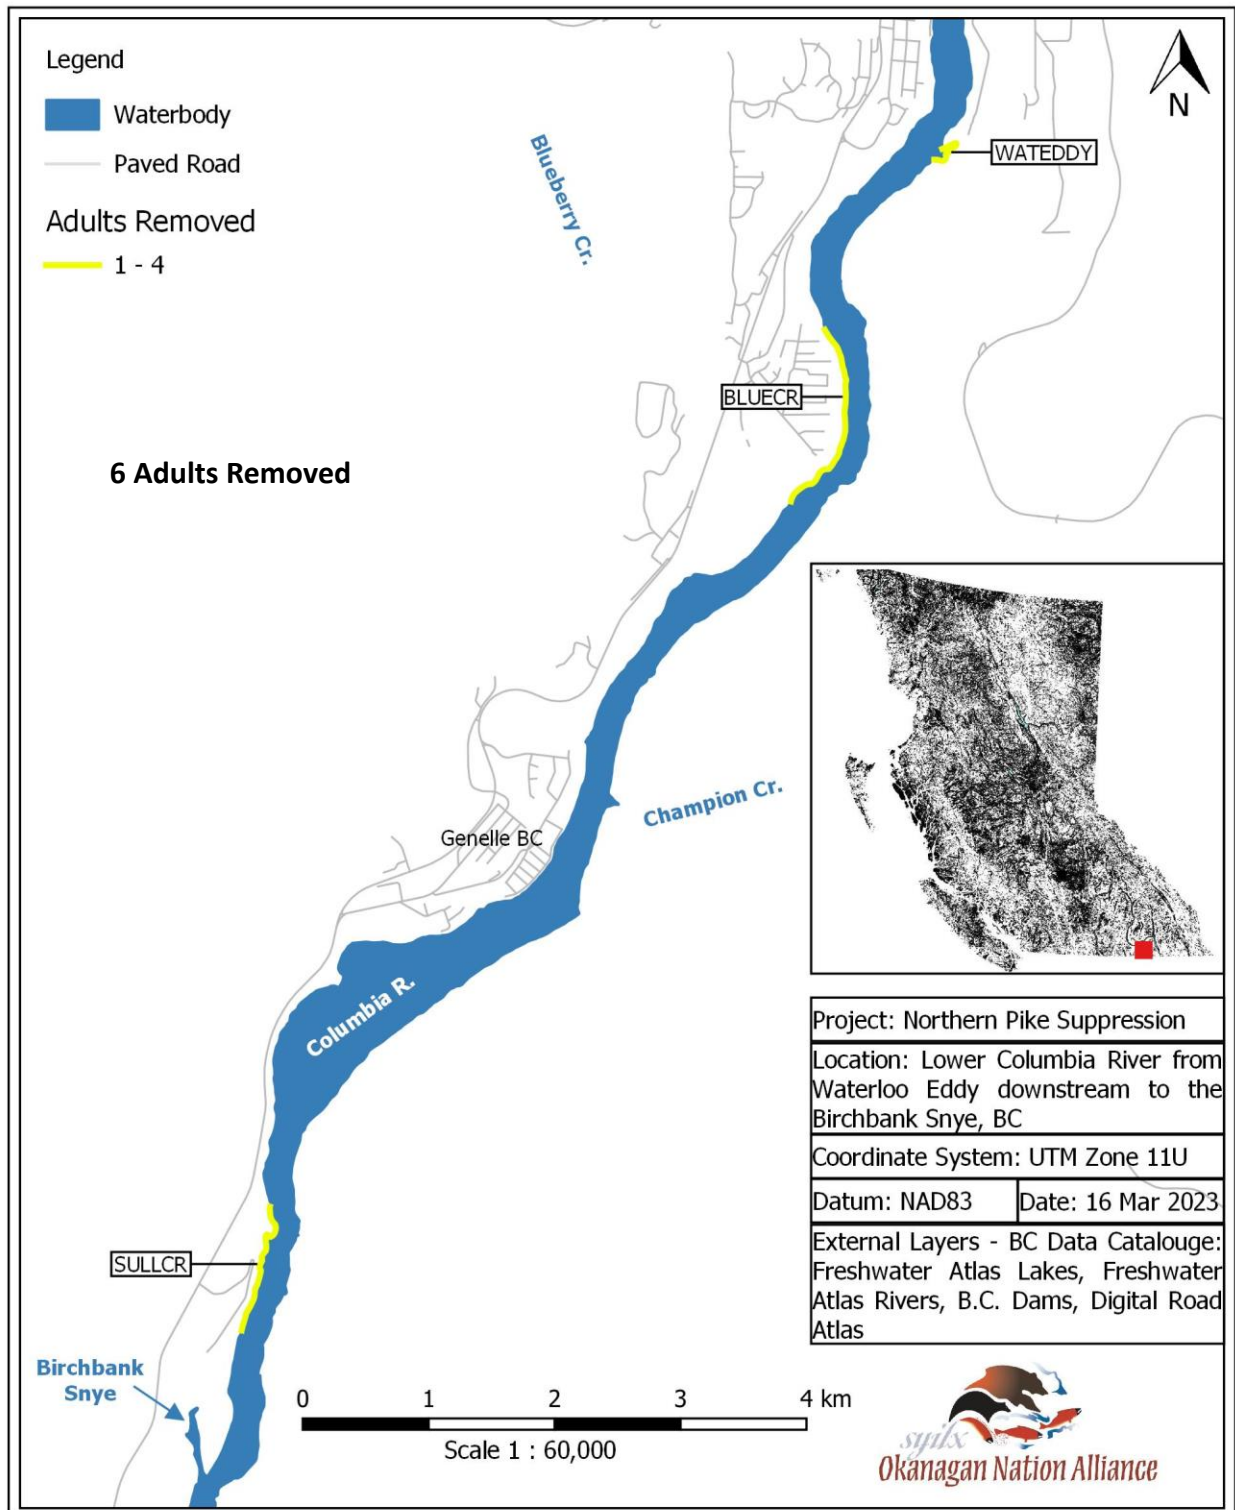 Legend
Waterbody
Paved Road
Adults Removed
1 - 4
N
WATEDDY
Blueberry Cr.
BLUECR
6 Adults Removed
Champion Cr.
Genelle BC
Columbia R.
SULLCR
Birchbank
Snye
0 1 2 3 4 km
Scale 1 : 60,000
Project: Northern Pike Suppression
Location: Lower Columbia River from
Waterloo Eddy downstream to the
Birchbank Snye, BC
Coordinate System: UTM Zone 11U
Datum: NAD83
Date: 16 Mar 2023
External Layers - BC Data Catalouge:
Freshwater Atlas Lakes, Freshwater
Atlas Rivers, B.C. Dams, Digital Road
Atlas
syilx
Okanagan Nation Alliance